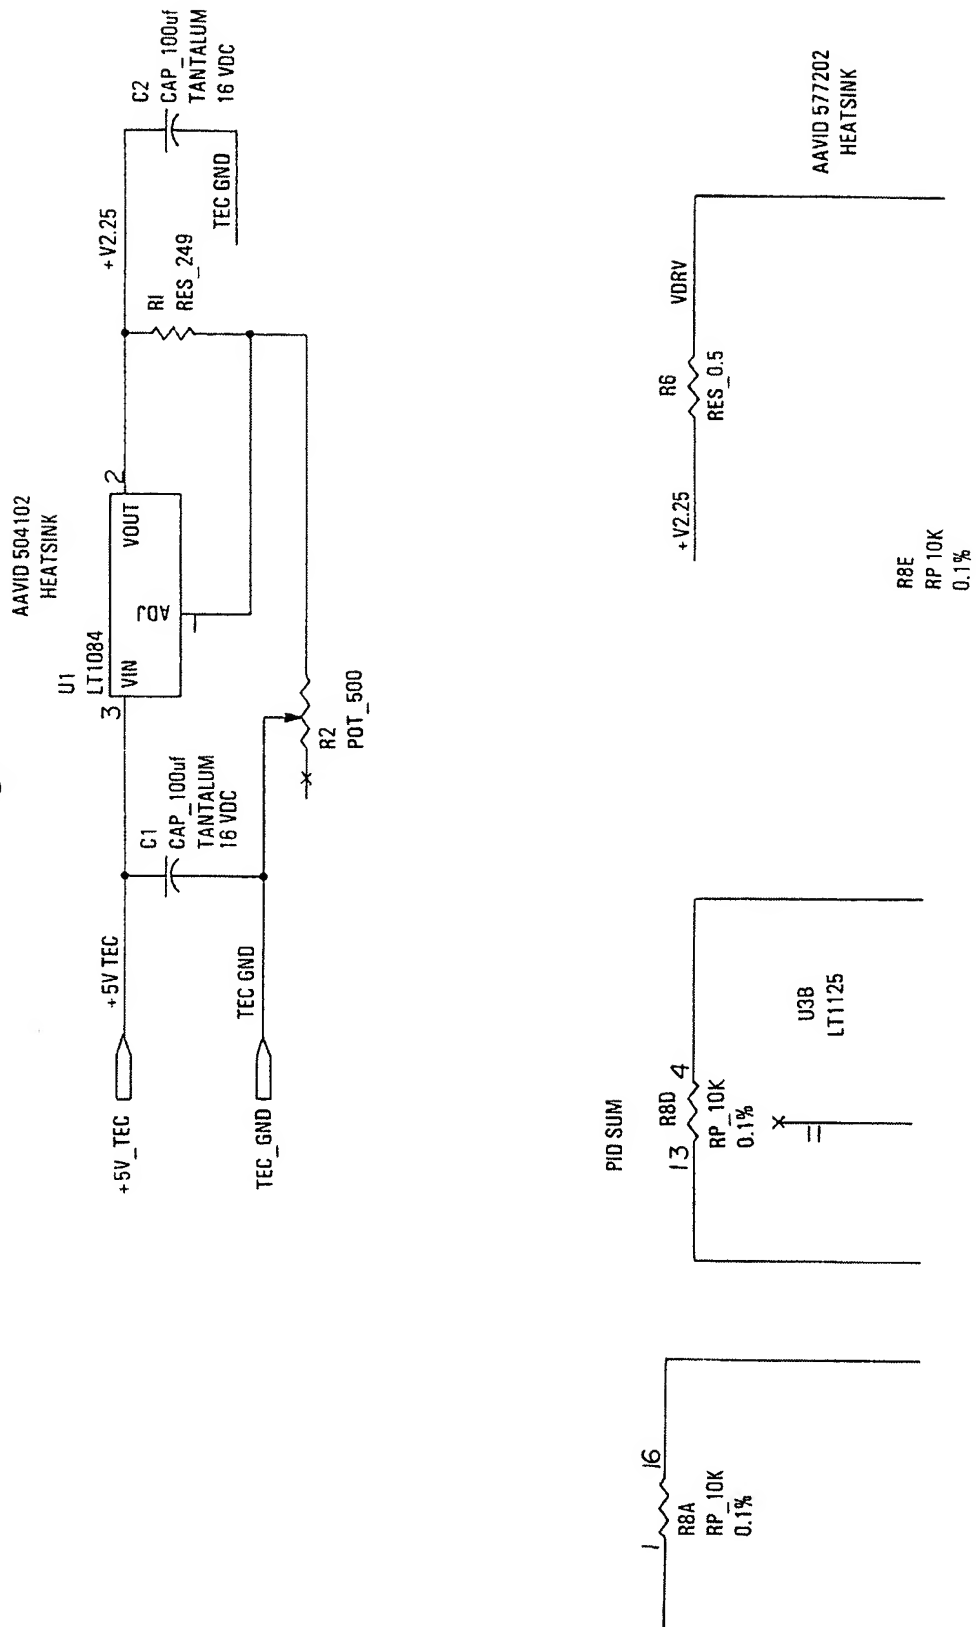 AAVID 504102
HEATSINK
U1
LT1084
3
VIN
VOUT
2
ADJ
1
+5V_TEC
+5V TEC
C1
CAP_100uf
TANTALUM
16 VDC
TEC_GND
TEC GND
R2
POT_500
+V2.25
R1
RES_249
C2
CAP_100uf
TANTALUM
16 VDC
TEC GND
PID SUM
1
16
R8A
RP_10K
0.1%
13
R8D
4
RP_10K
0.1%
U3B
LT1125
+V2.25
R6
RES_0.5
VDRV
AAVID 577202
HEATSINK
R8E
RP 10K
0.1%